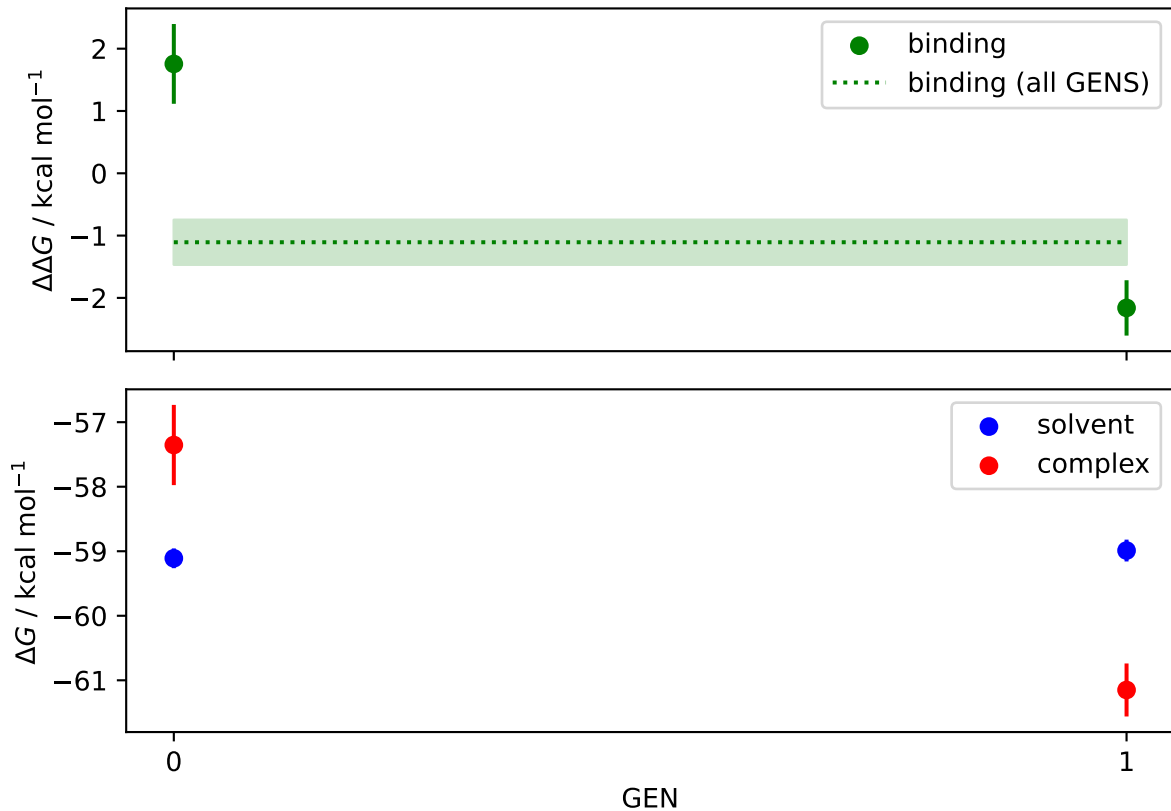 ΔΔG / kcal mol⁻¹
2
1
0
−1
−2
binding
binding (all GENS)
ΔG / kcal mol⁻¹
−57
−58
−59
−60
−61
solvent
complex
0
1
GEN